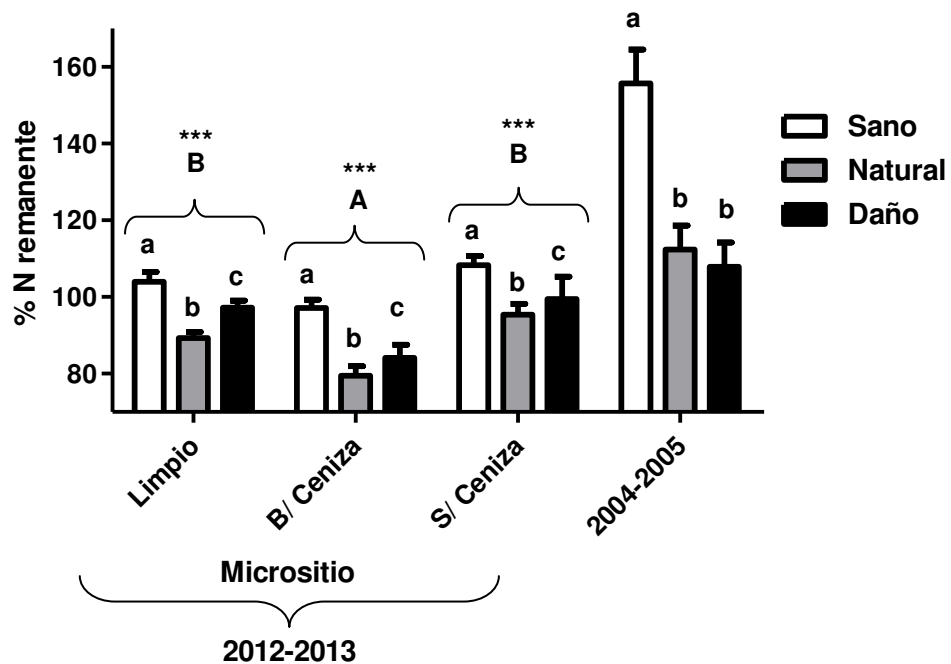 % N remanente
160
140
120
100
80
***
B
a
b
c
***
A
a
b
c
***
B
a
b
c
a
b
b
Sano
Natural
Daño
Limpio
B/ Ceniza
S/ Ceniza
2004-2005
Micrositio
2012-2013